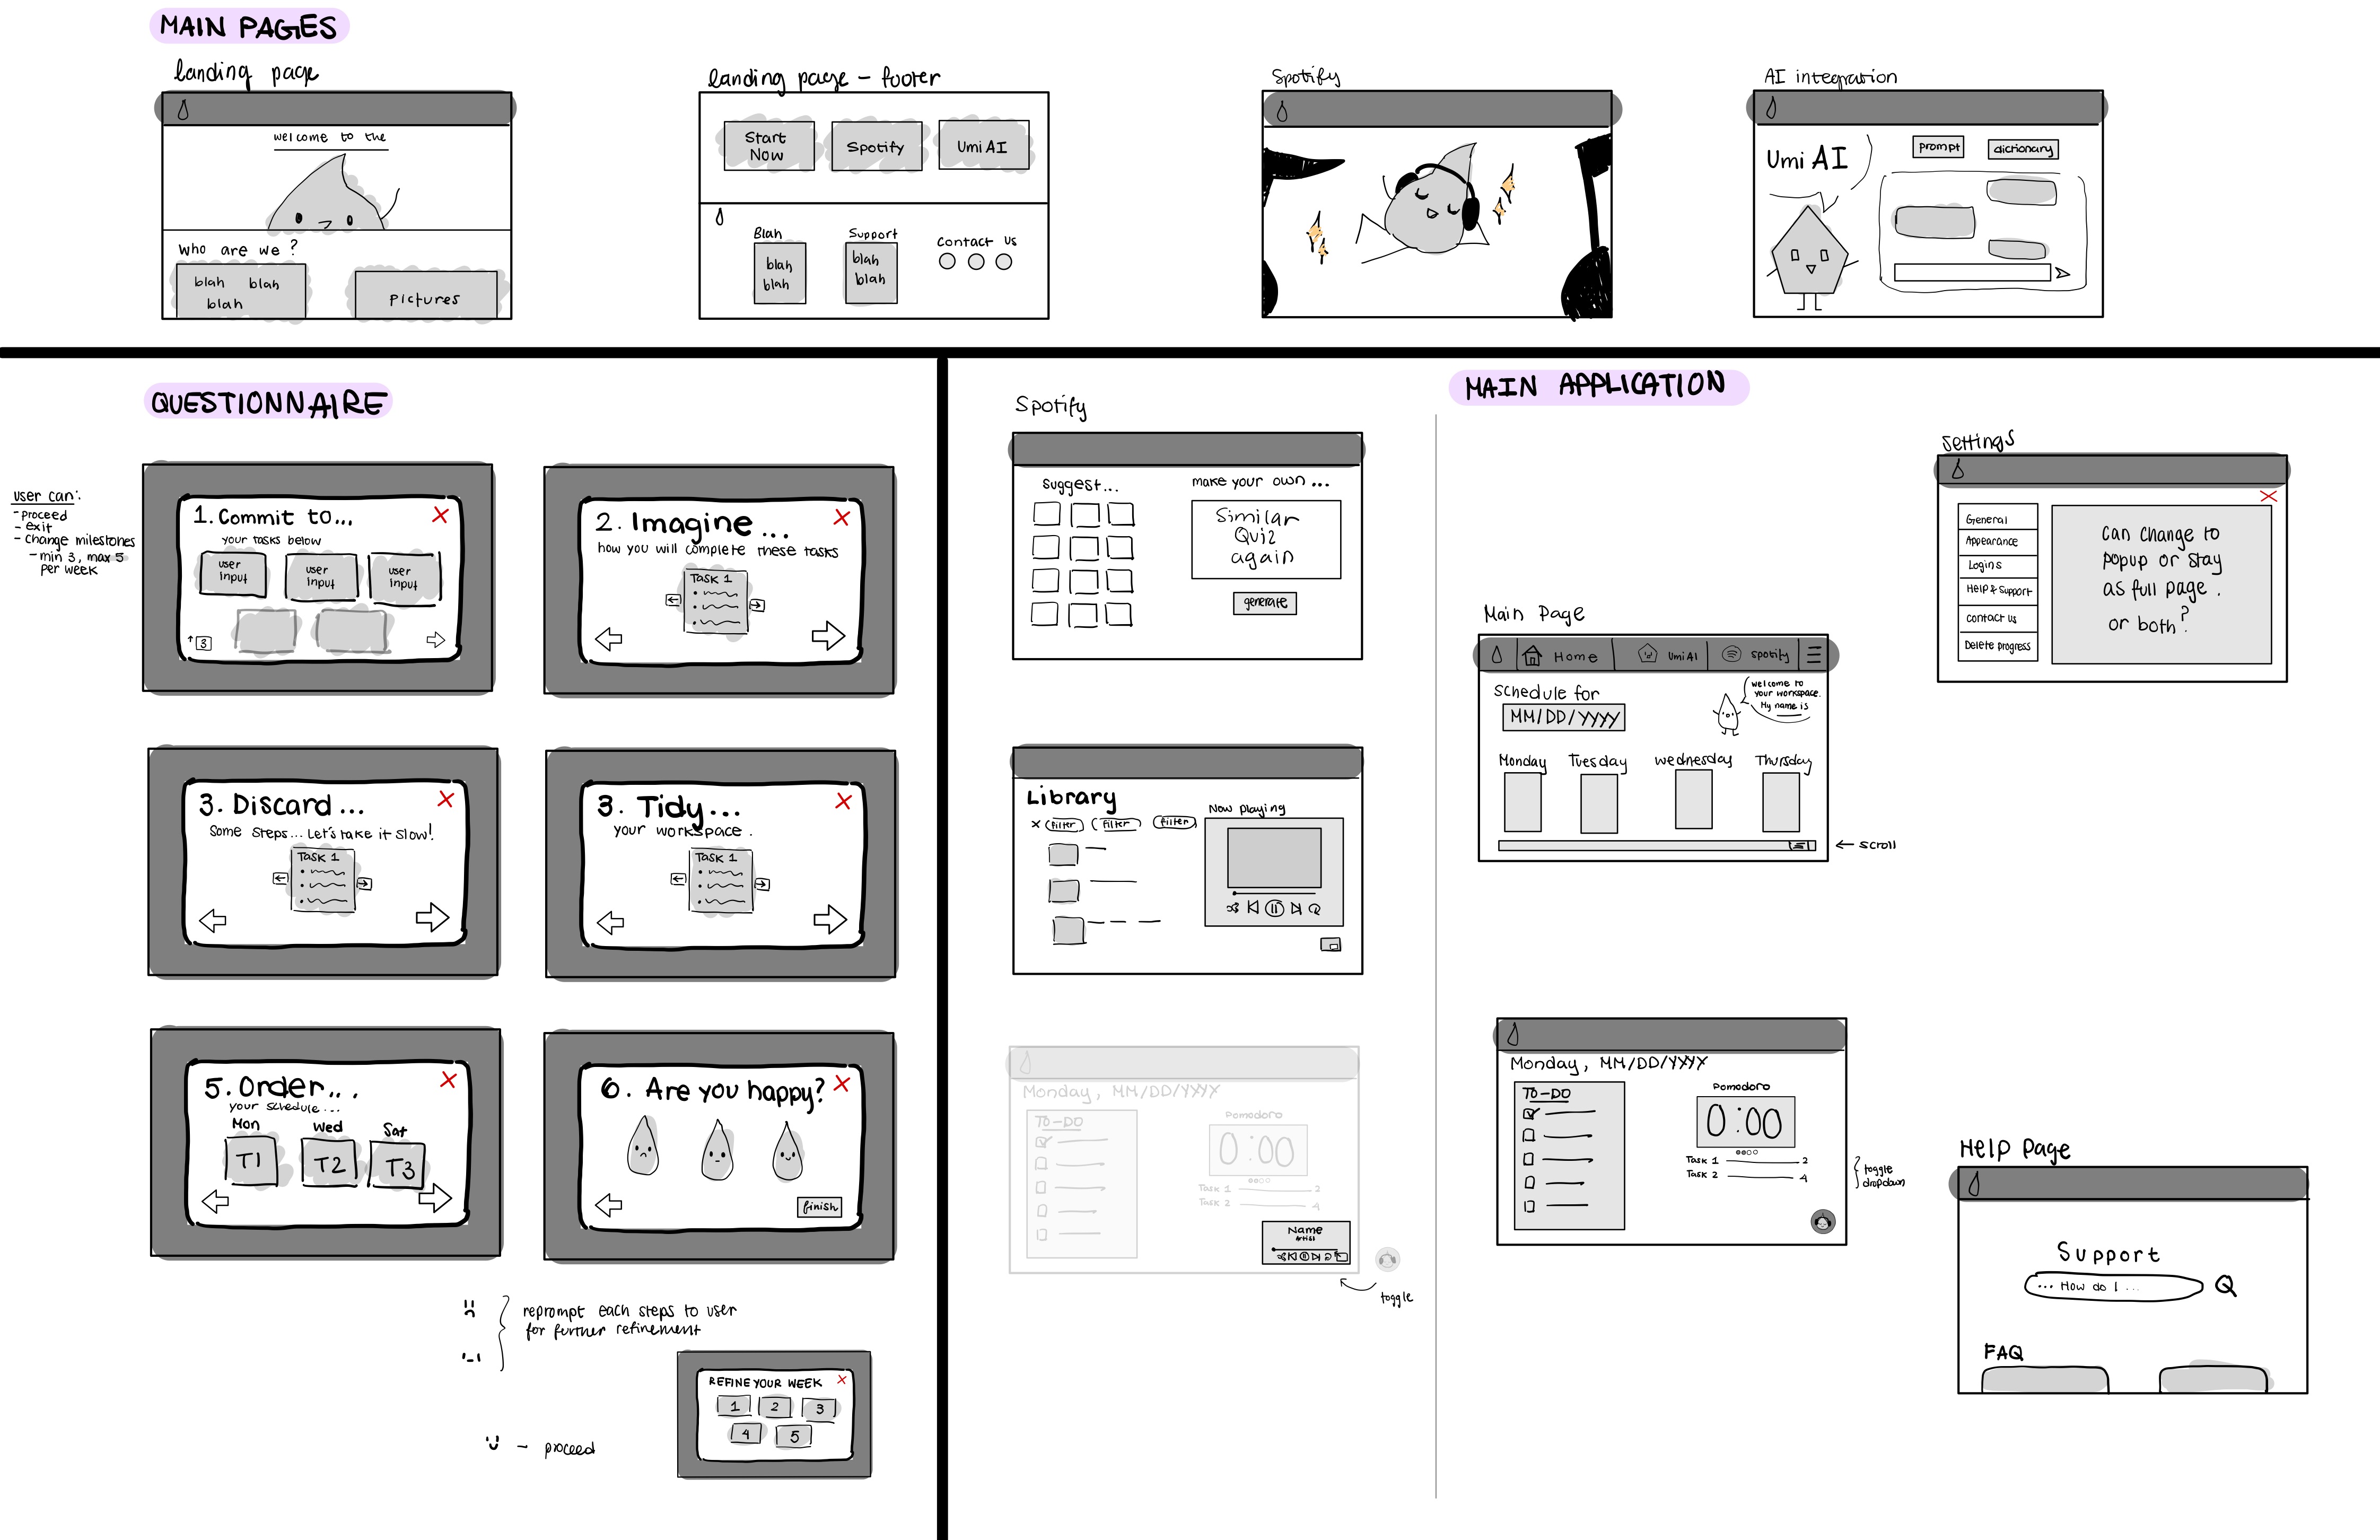 MAIN PAGES
landing page
welcome to the
who are we?
blah blah
blah
pictures
landing page - footer
Start
Now
Spotify
Umi AI
Blah
blah
blah
Support
blah
blah
Contact Us
Spotify
AI integration
Umi AI
prompt
dictionary
QUESTIONNAIRE
user can:
- proceed
- exit
- change milestones
- min 3, max 5
per week
1. Commit to...
your tasks below
user
input
user
input
user
input
3
2. Imagine...
how you will complete these tasks
Task 1
3. Discard...
Some steps... Let's take it slow!
Task 1
3. Tidy...
your workspace.
Task 1
5. Order...
your schedule...
Mon
Wed
Sat
T1
T2
T3
6. Are you happy?
finish
reprompt each steps to user
for further refinement
- proceed
REFINE YOUR WEEK
1
2
3
4
5
MAIN APPLICATION
Spotify
Suggest...
make your own...
Similar
Quiz
again
generate
Library
x filter filter filter
Now playing
Monday, MM/DD/YYYY
TO-DO
Pomodoro
0:00
Task 1 2
Task 2 4
Name
Artist
toggle
Main Page
Home
Umi AI
Spotify
Schedule for
MM/DD/YYYY
Welcome to
your workspace.
My name is
Monday
Tuesday
Wednesday
Thursday
← scroll
Monday, MM/DD/YYYY
TO-DO
Pomodoro
0:00
Task 1 2
Task 2 4
toggle
dropdown
Settings
General
Appearance
Logins
Help & Support
Contact us
Delete progress
Can change to
popup or stay
as full page.
or both?
Help Page
Support
... How do I ...
FAQ